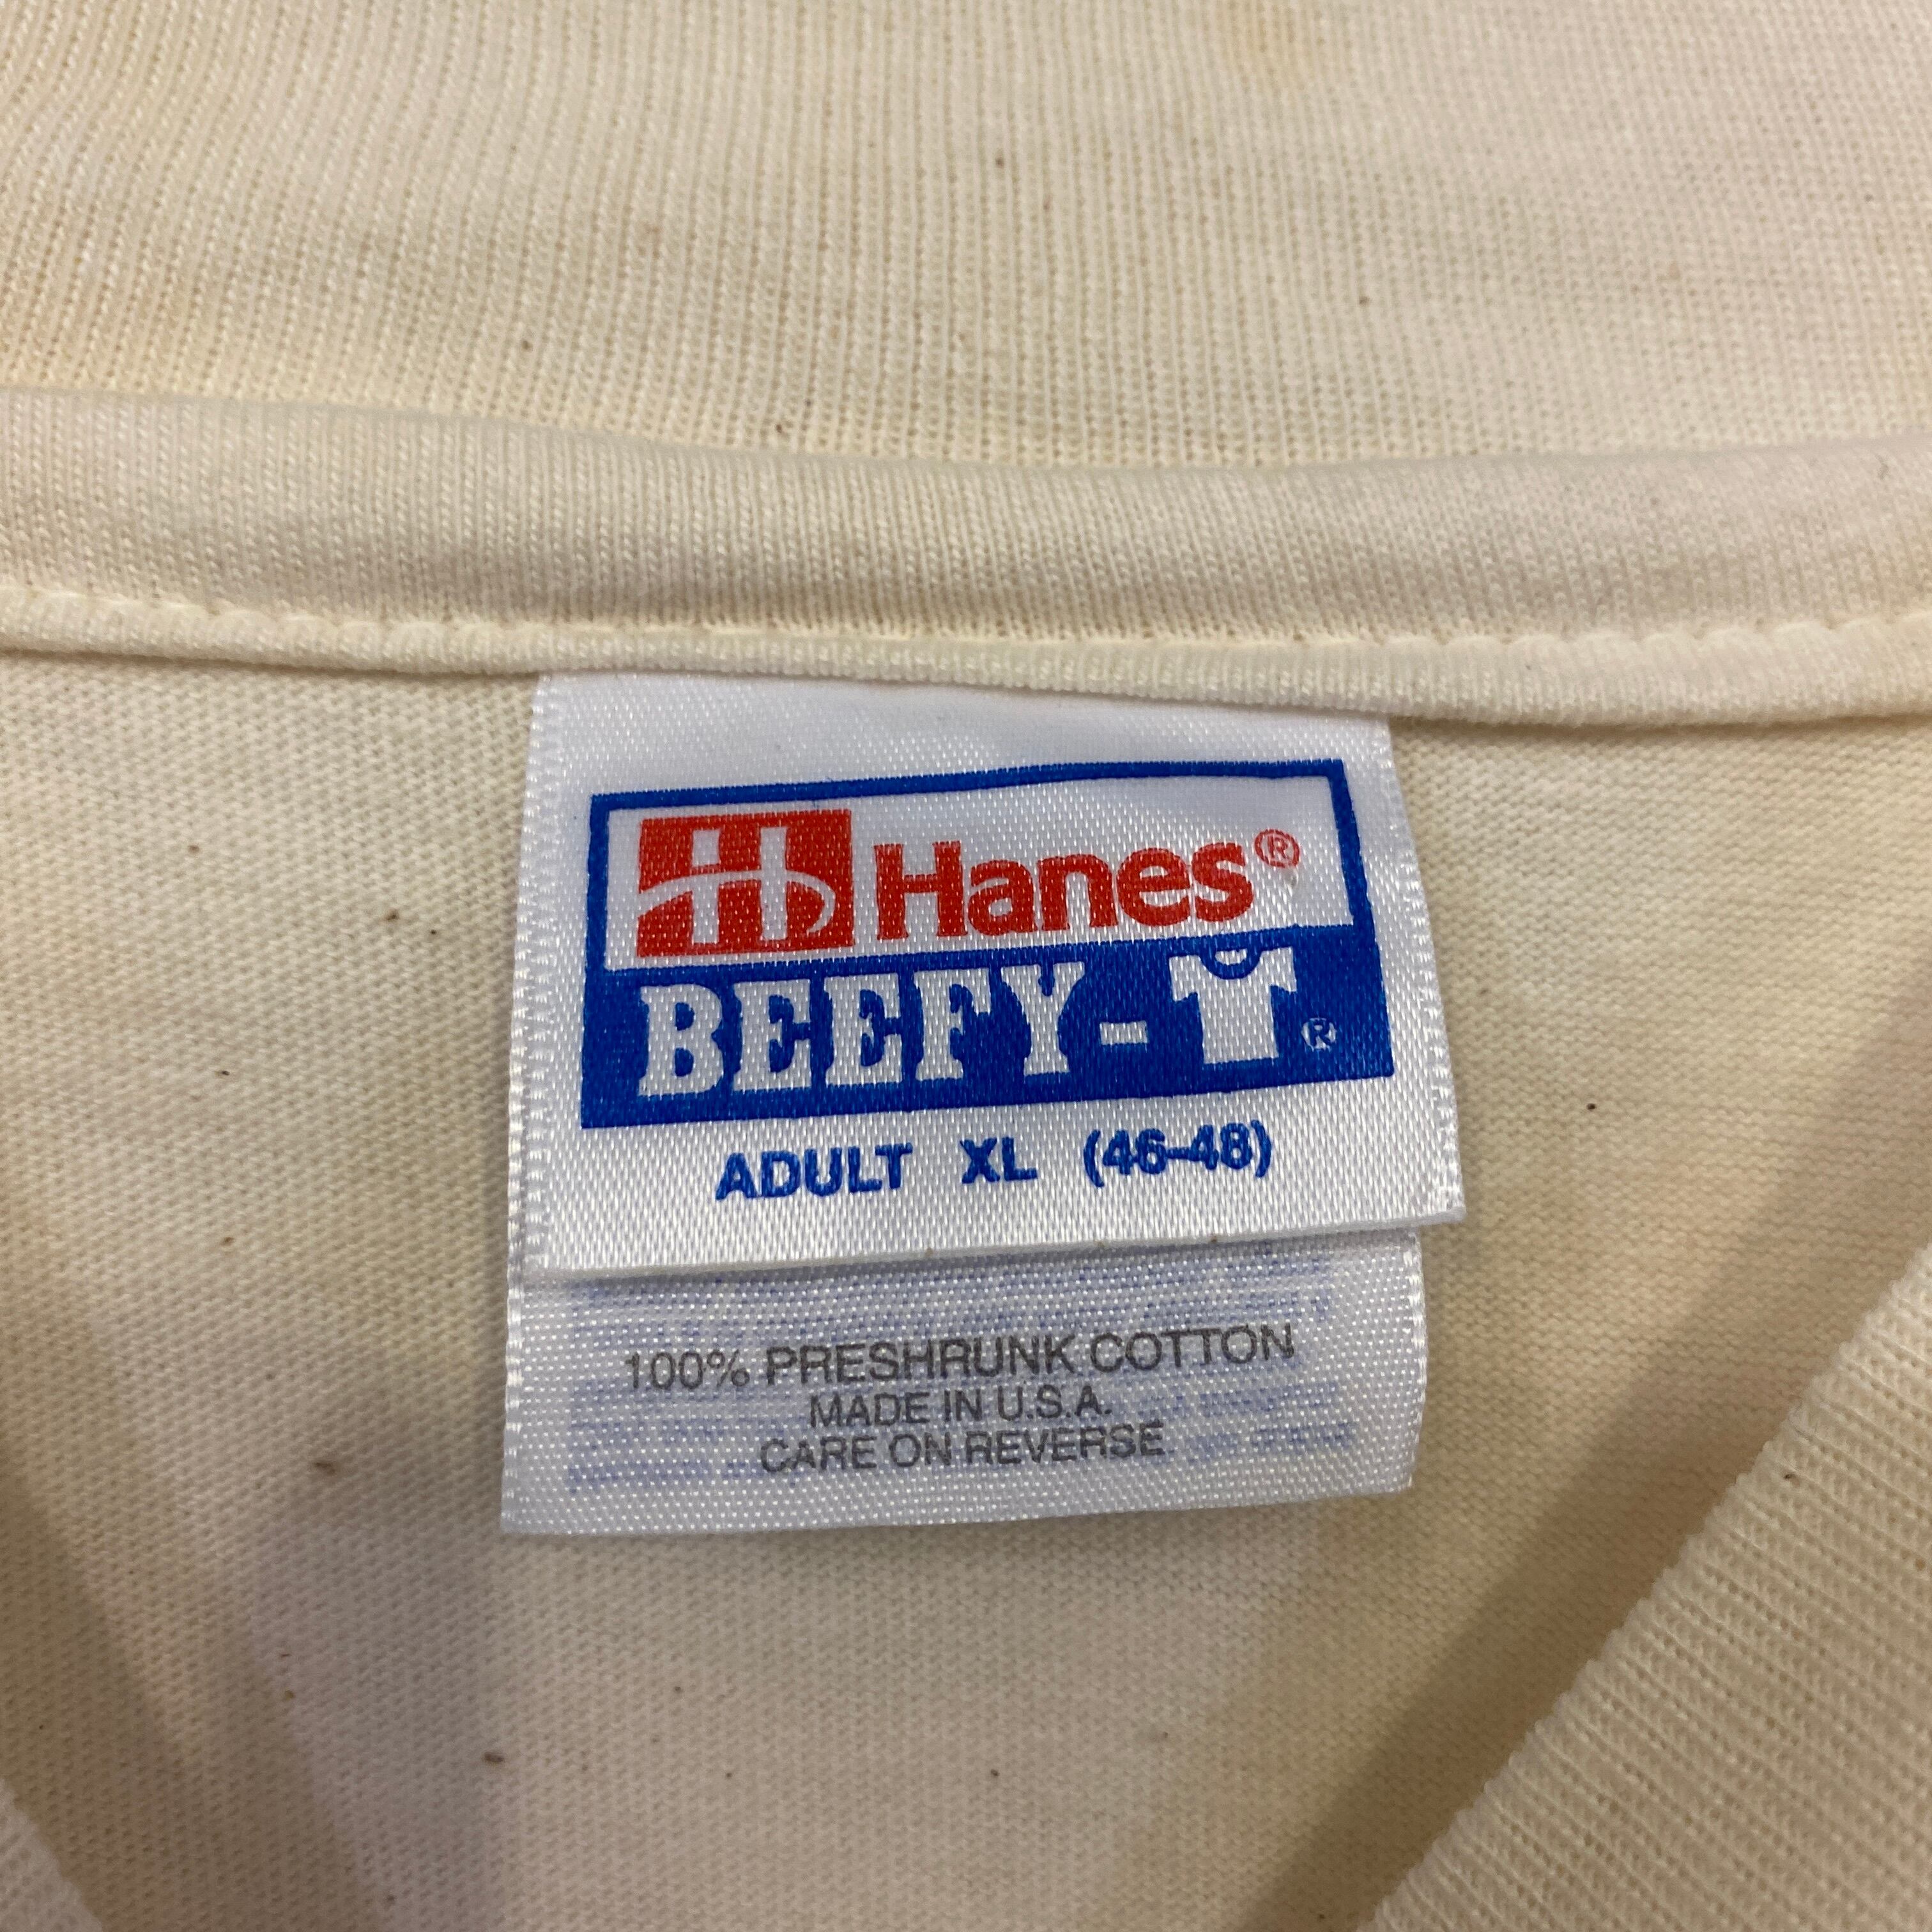 Hanes®
BEEFY-T®
ADULT XL (46-48)
100% PRESHRUNK COTTON
MADE IN U.S.A.
CARE ON REVERSE